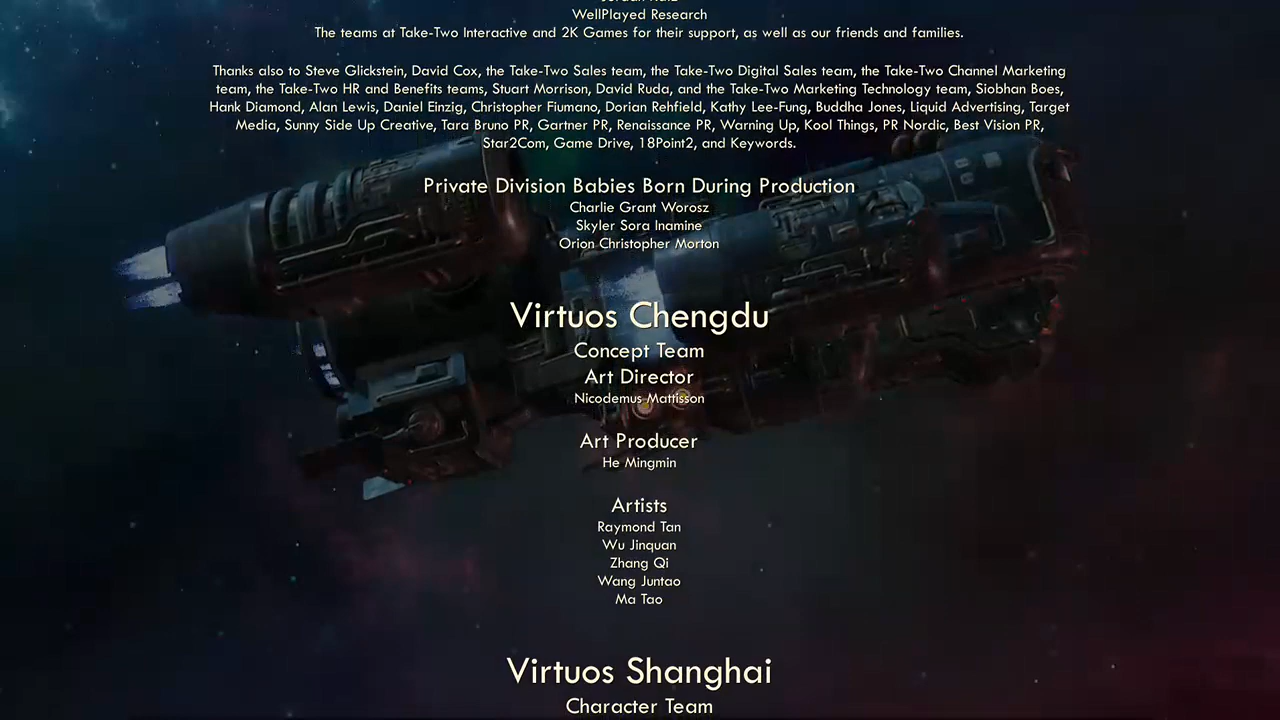 WellPlayed Research
The teams at Take-Two Interactive and 2K Games for their support, as well as our friends and families.
Thanks also to Steve Glickstein, David Cox, the Take-Two Sales team, the Take-Two Digital Sales team, the Take-Two Channel Marketing
team, the Take-Two HR and Benefits teams, Stuart Morrison, David Ruda, and the Take-Two Marketing Technology team, Siobhan Boes,
Hank Diamond, Alan Lewis, Daniel Einzig, Christopher Fiumano, Dorian Rehfield, Kathy Lee-Fung, Buddha Jones, Liquid Advertising, Target
Media, Sunny Side Up Creative, Tara Bruno PR, Gartner PR, Renaissance PR, Warning Up, Kool Things, PR Nordic, Best Vision PR,
Star2Com, Game Drive, 18Point2, and Keywords.
Private Division Babies Born During Production
Charlie Grant Worosz
Skyler Sora Inamine
Orion Christopher Morton
Virtuos Chengdu
Concept Team
Art Director
Nicodemus Mattisson
Art Producer
He Mingmin
Artists
Raymond Tan
Wu Jinquan
Zhang Qi
Wang Juntao
Ma Tao
Virtuos Shanghai
Character Team